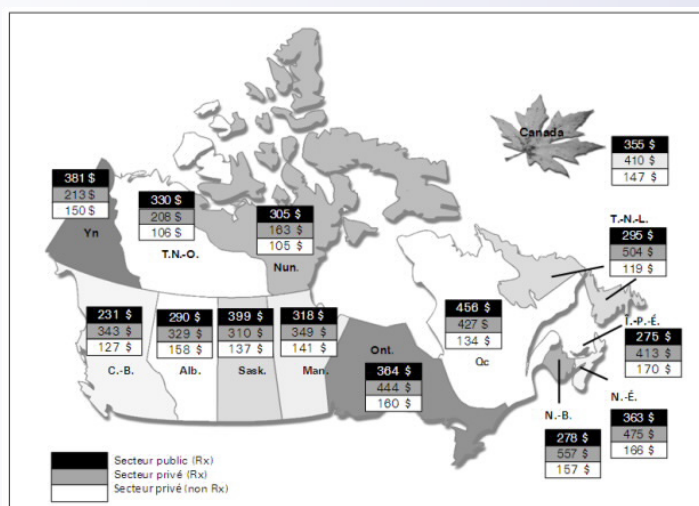 Canada
355 $
410 $
147 $
381 $
213 $
150 $
Yn
330 $
208 $
106 $
T.N.-O.
305 $
163 $
105 $
Nun.
T.-N.-L.
295 $
504 $
119 $
231 $
343 $
127 $
C.-B.
290 $
329 $
158 $
Alb.
399 $
310 $
137 $
Sask.
318 $
349 $
141 $
Man.
Ont.
364 $
444 $
160 $
456 $
427 $
134 $
Qc
T.-P.-É.
275 $
413 $
170 $
N.-É.
363 $
475 $
166 $
N.-B.
278 $
557 $
157 $
Secteur public (Rx)
Secteur privé (Rx)
Secteur privé (non Rx)